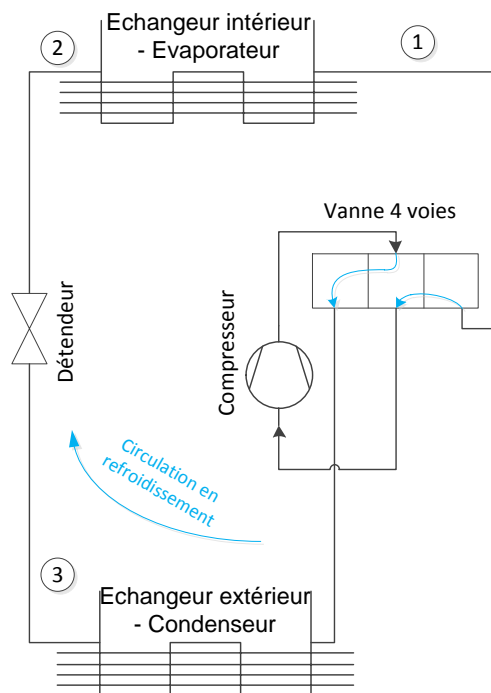 Echangeur intérieur
- Evaporateur
2
1
Vanne 4 voies
Détendeur
Compresseur
Circulation en
refroidissement
3
Echangeur extérieur
- Condenseur